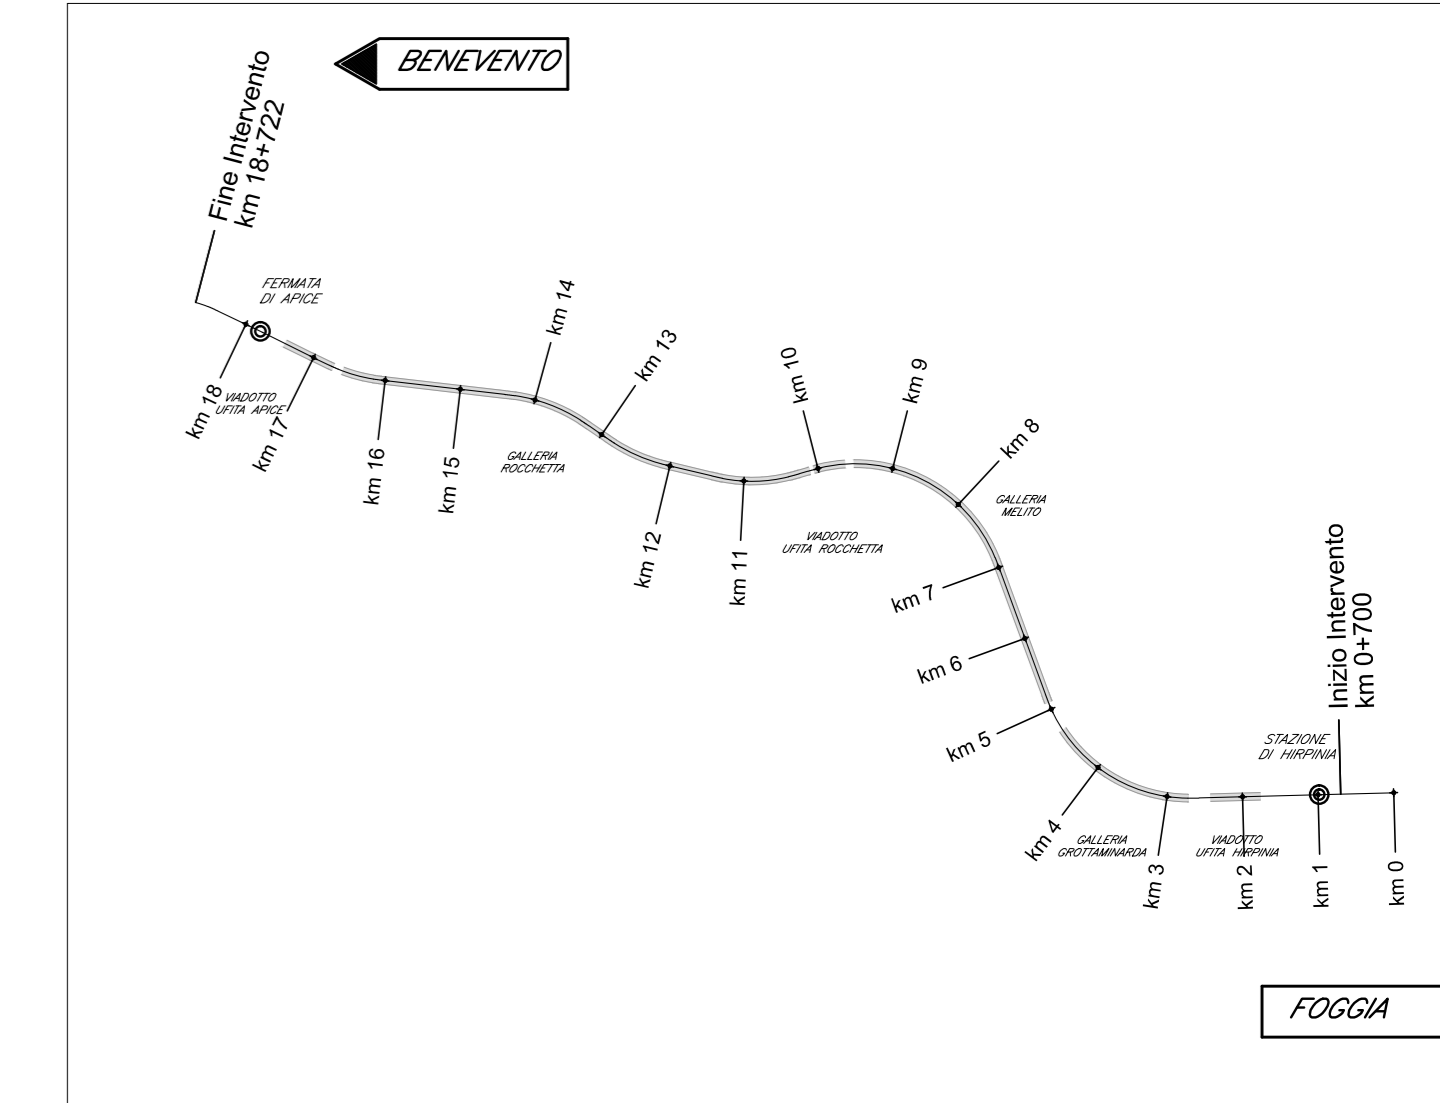 BENEVENTO
Fine Intervento
km 18+722
FERMATA
DI APICE
km 18
VIADOTTO
UFITA APICE
km 17
km 16
km 15
km 14
GALLERIA
ROCCHETTA
km 13
km 12
km 11
km 10
VIADOTTO
UFITA ROCCHETTA
km 9
km 8
GALLERIA
MELITO
km 7
km 6
km 5
km 4
GALLERIA
GROTTAMINARDA
km 3
VIADOTTO
UFITA HIRPINIA
km 2
STAZIONE
DI HIRPINIA
Inizio Intervento
km 0+700
km 1
km 0
FOGGIA